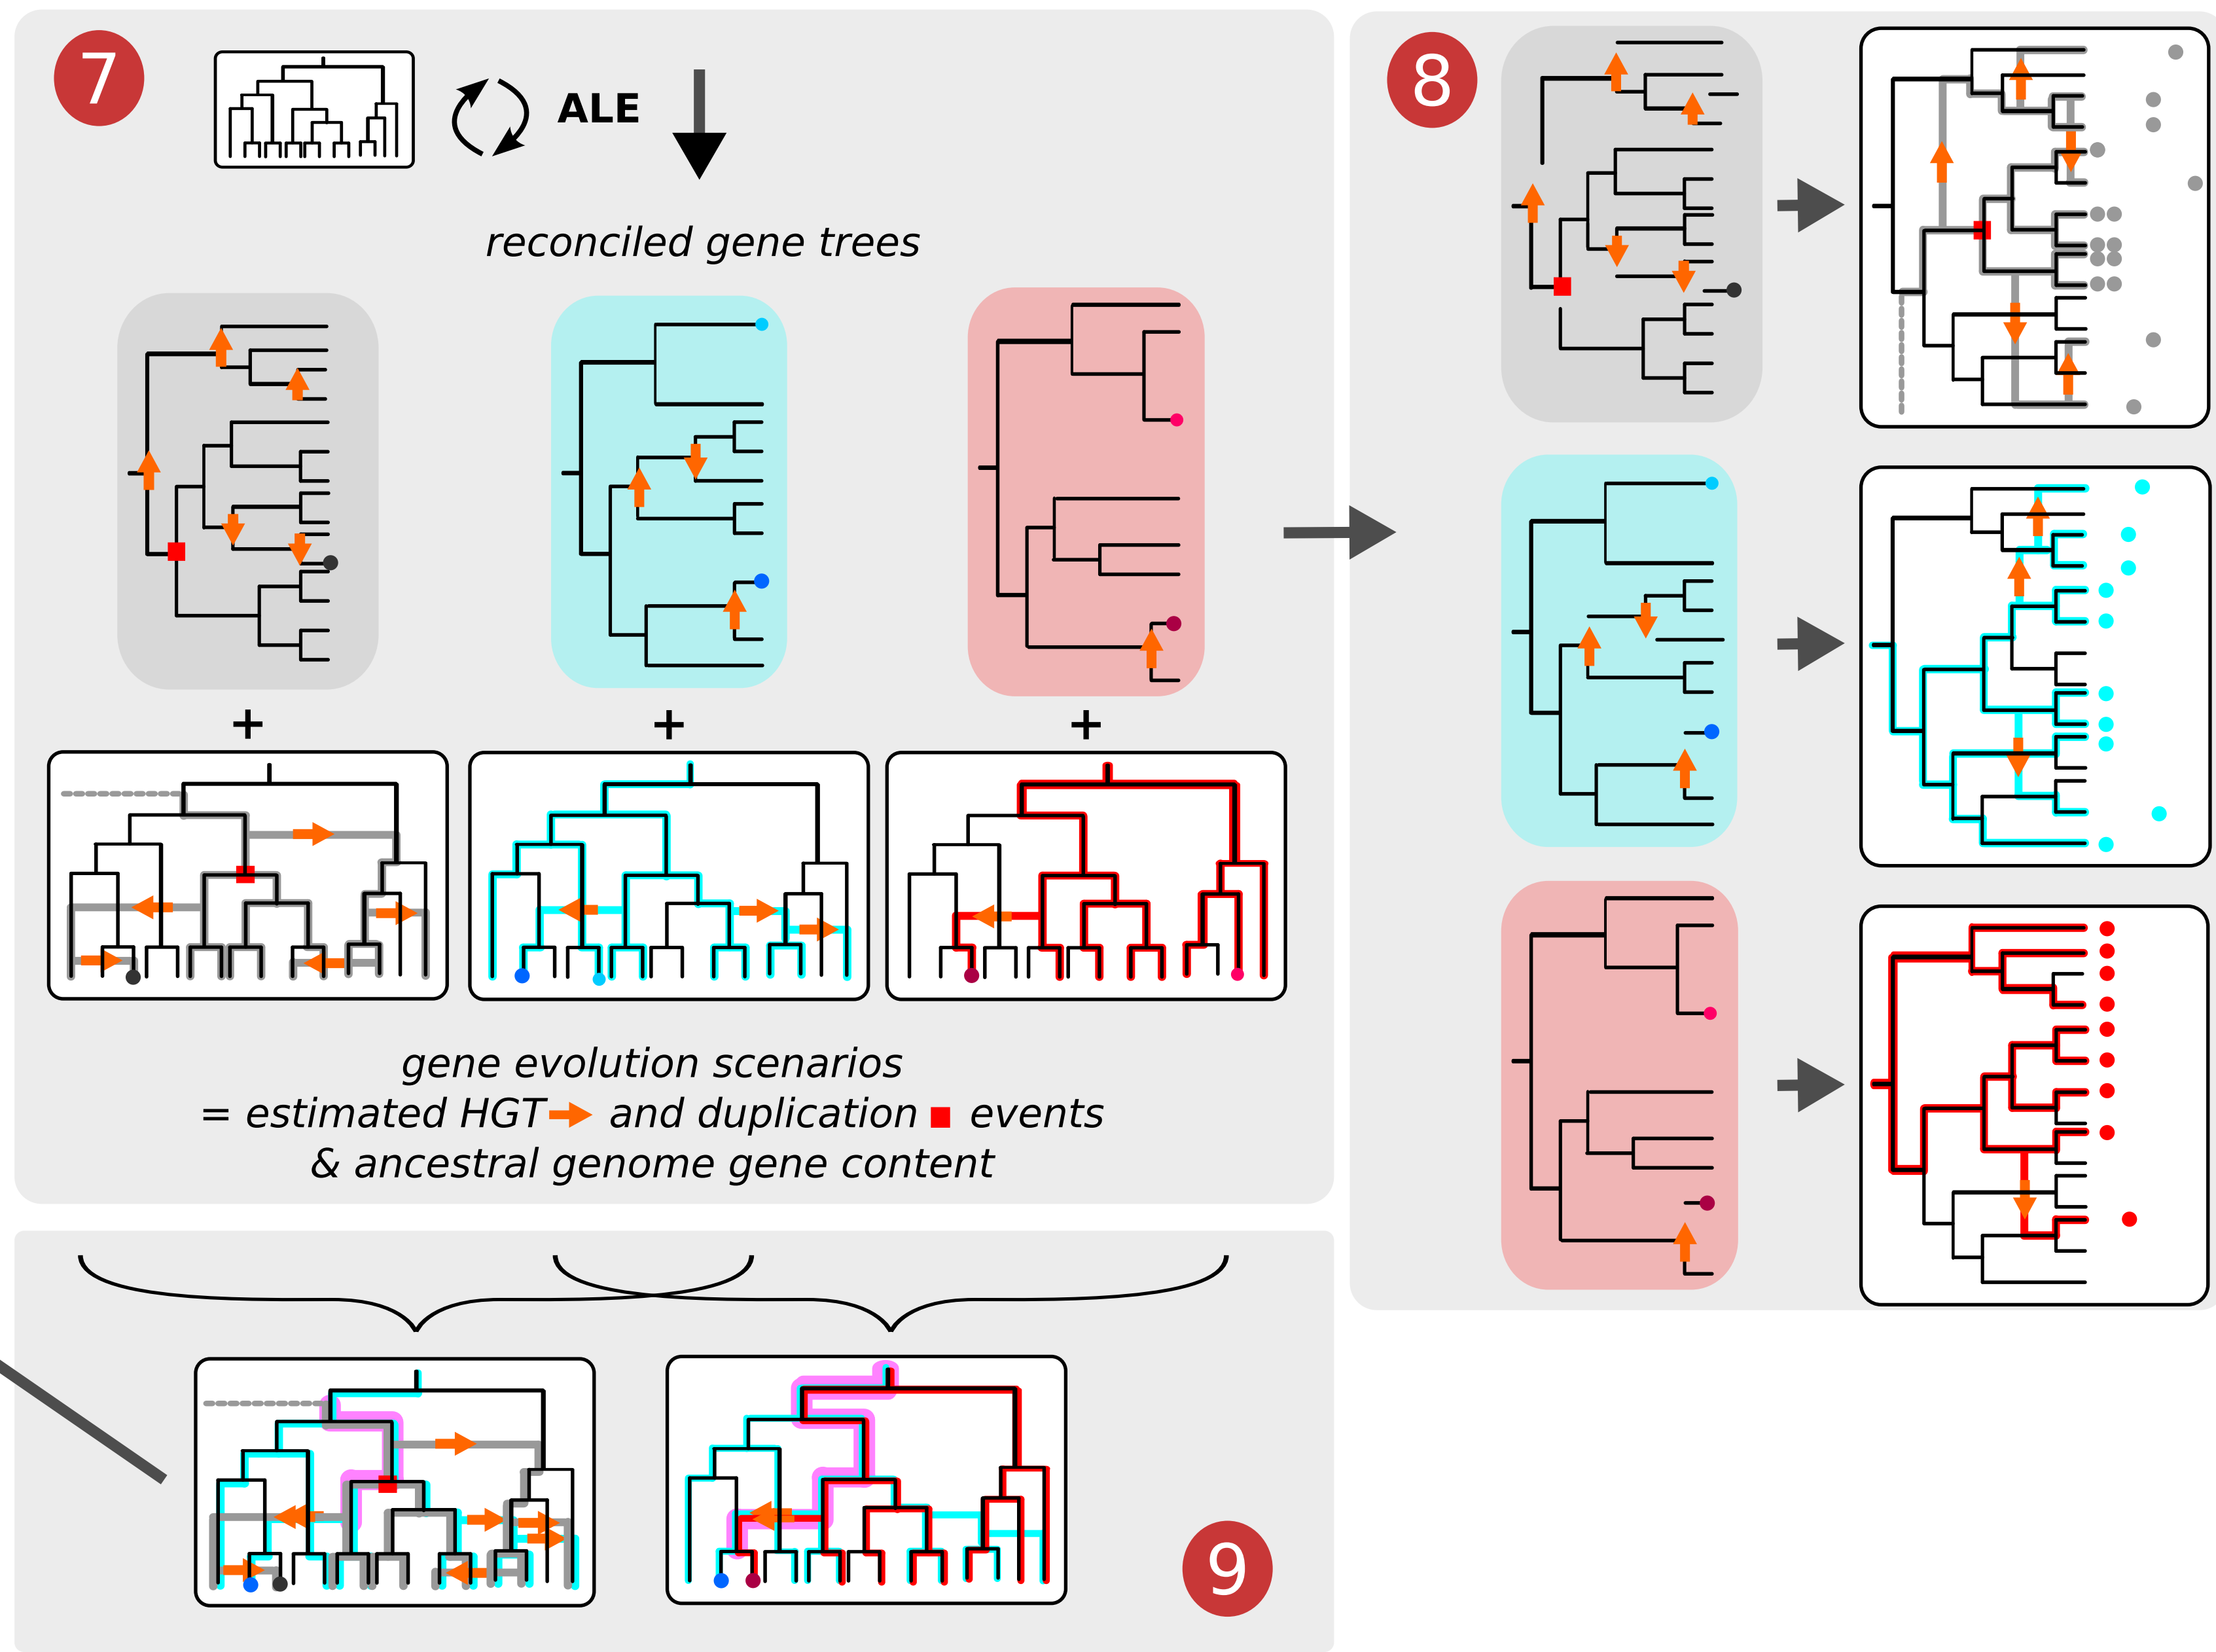 7
ALE
reconciled gene trees
+ + +
gene evolution scenarios
= estimated HGT and duplication events
& ancestral genome gene content
8
9